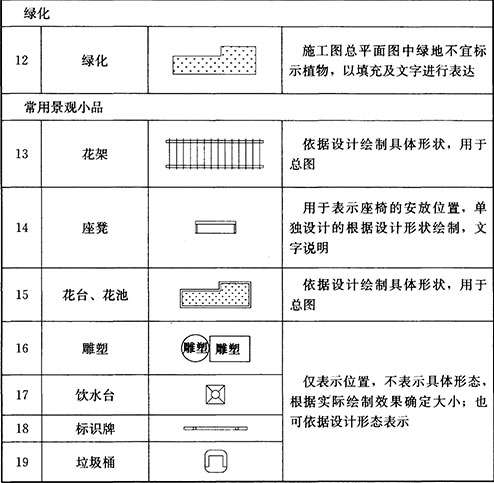 绿化
12 绿化 施工图总平面图中绿地不宜标
示植物，以填充及文字进行表达
常用景观小品
13 花架 依据设计绘制具体形状，用于
总图
14 座凳 用于表示座椅的安放位置，单
独设计的根据设计形状绘制，文
字说明
15 花台、花池 依据设计绘制具体形状，用于
总图
16 雕塑 雕塑 雕塑
仅表示位置，不表示具体形态，
根据实际绘制效果确定大小；也
可依据设计形态表示
17 饮水台
18 标识牌
19 垃圾桶